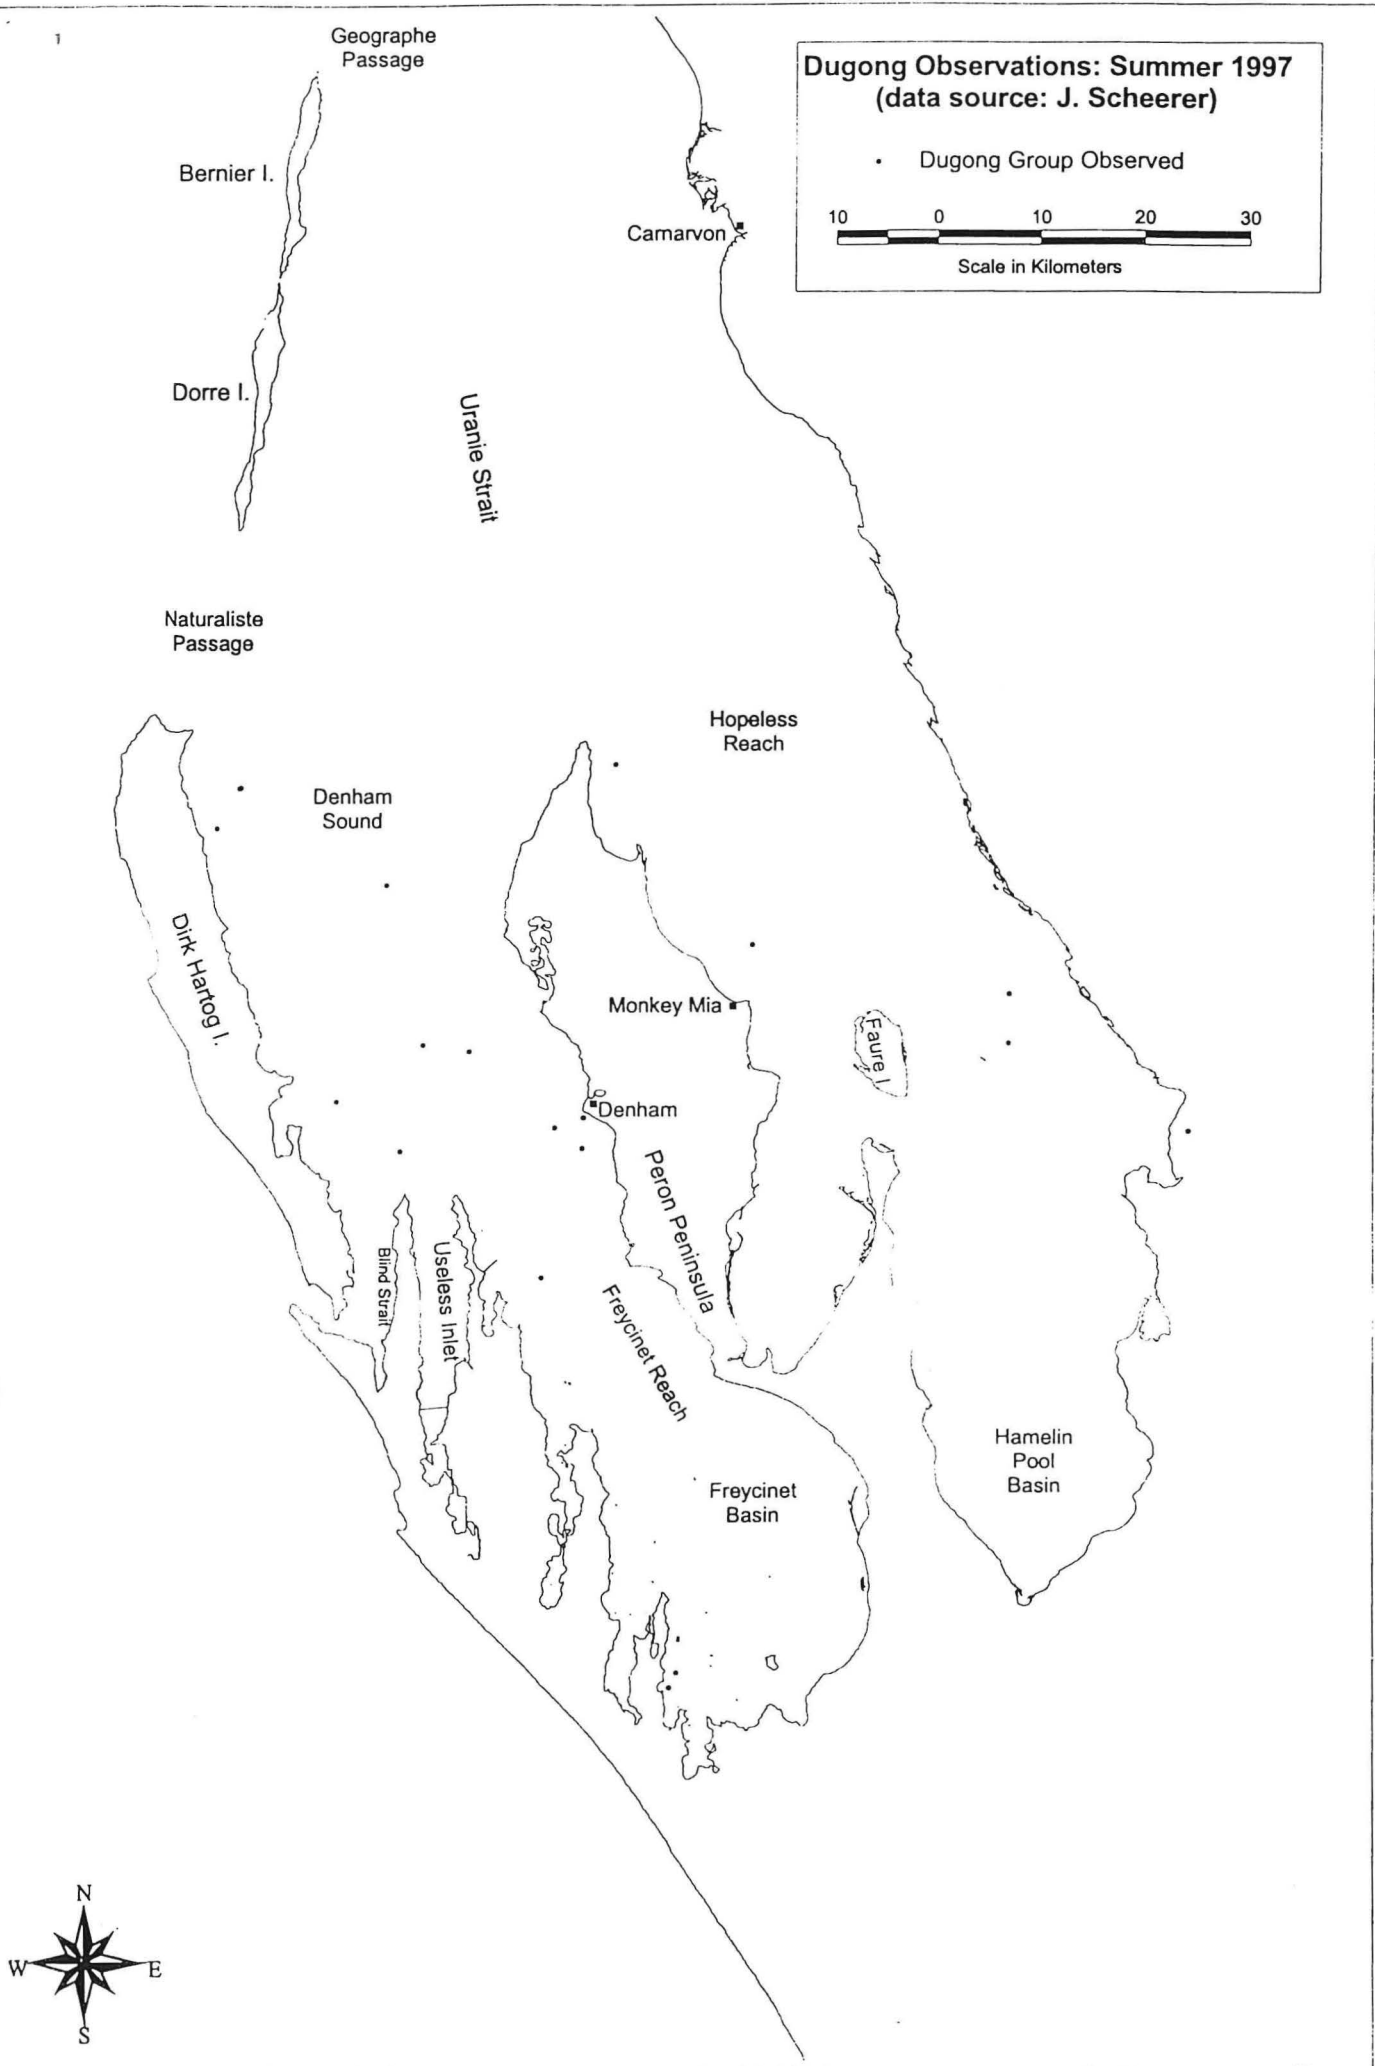 Geographe
Passage
Dugong Observations: Summer 1997
(data source: J. Scheerer)
Dugong Group Observed
10 0 10 20 30
Scale in Kilometers
Bernier I.
Carnarvon
Dorre I.
Uranie Strait
Naturaliste
Passage
Hopeless
Reach
Denham
Sound
Dirk Hartog I.
Monkey Mia
Faure I
Denham
Peron Peninsula
Blind Strait
Useless Inlet
Freycinet Reach
Hamelin
Pool
Basin
Freycinet
Basin
N
W E
S